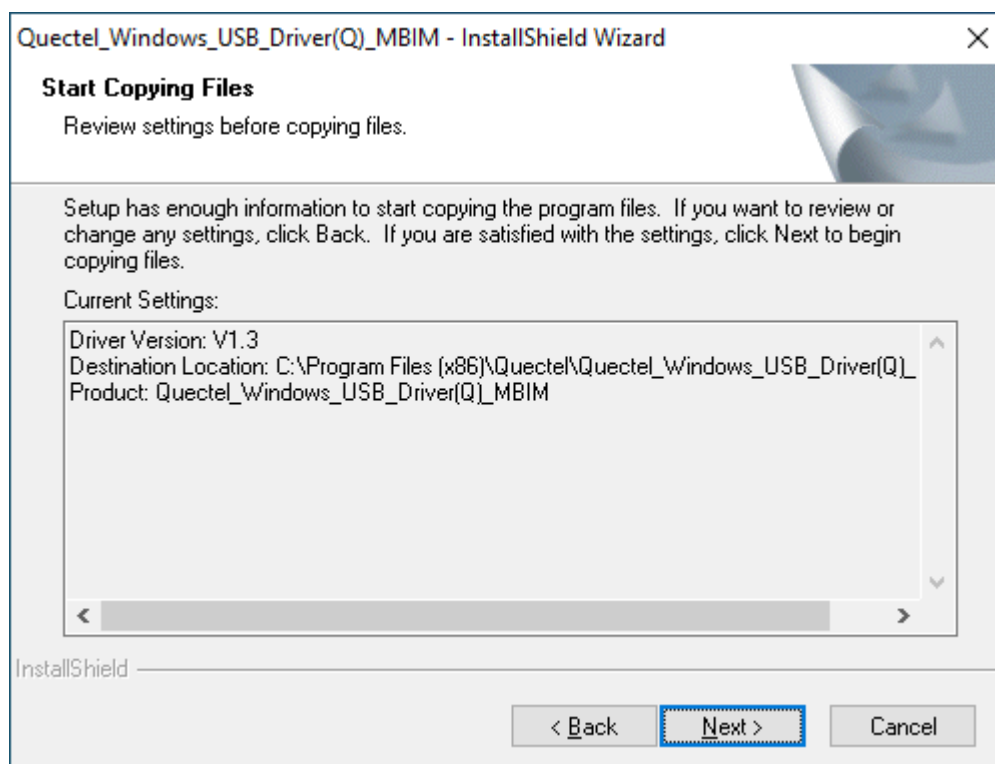 Quectel_Windows_USB_Driver(Q)_MBIM - InstallShield Wizard
Start Copying Files
Review settings before copying files.
Setup has enough information to start copying the program files.  If you want to review or
change any settings, click Back.  If you are satisfied with the settings, click Next to begin
copying files.
Current Settings:
Driver Version: V1.3
Destination Location: C:\Program Files (x86)\Quectel\Quectel_Windows_USB_Driver(Q)_
Product: Quectel_Windows_USB_Driver(Q)_MBIM
InstallShield
< Back
Next >
Cancel